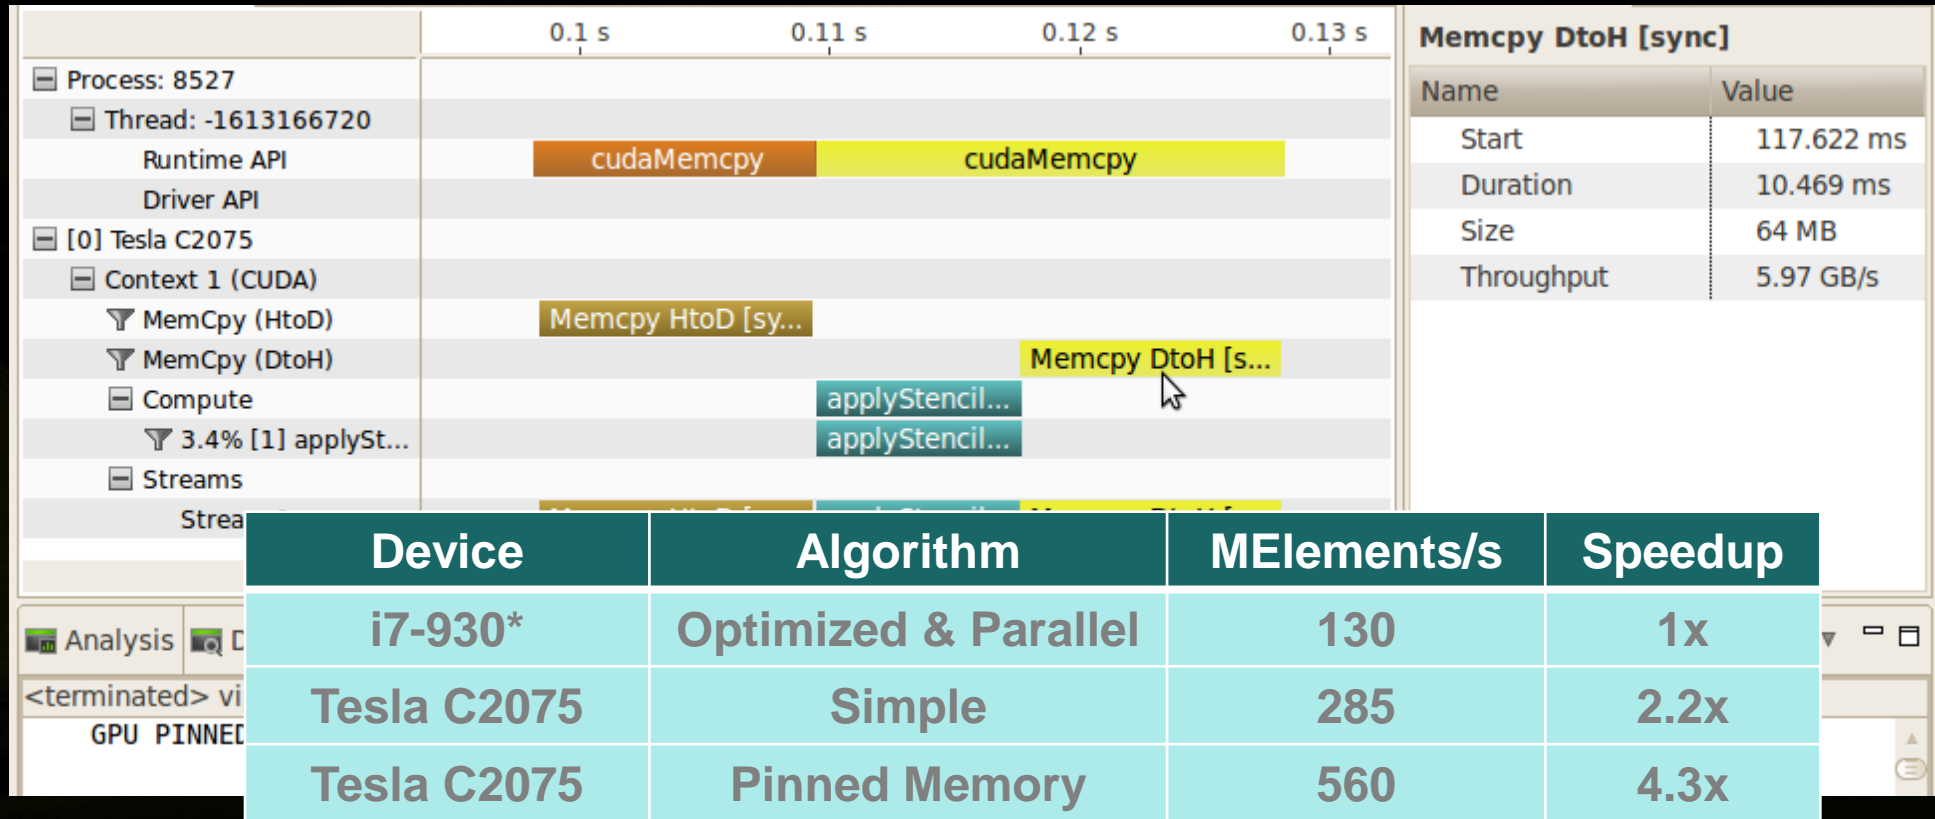 0.1 s 0.11 s 0.12 s 0.13 s
Process: 8527
Thread: -1613166720
Runtime API cudaMemcpy cudaMemcpy
Driver API
[0] Tesla C2075
Context 1 (CUDA)
MemCpy (HtoD) Memcpy HtoD [sy...
MemCpy (DtoH) Memcpy DtoH [s...
Compute applyStencil...
3.4% [1] applySt... applyStencil...
Streams
Strea
Memcpy DtoH [sync]
Name Value
Start 117.622 ms
Duration 10.469 ms
Size 64 MB
Throughput 5.97 GB/s
Analysis D
<terminated> vi
GPU PINNED
Device Algorithm MElements/s Speedup
i7-930* Optimized & Parallel 130 1x
Tesla C2075 Simple 285 2.2x
Tesla C2075 Pinned Memory 560 4.3x